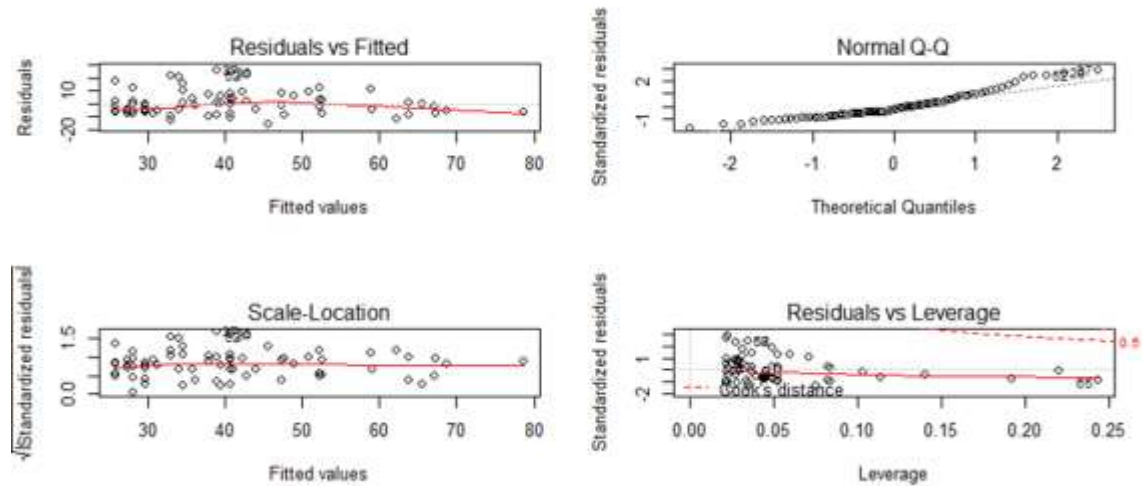 Residuals vs Fitted
Residuals
10
-20
30 40 50 60 70 80
Fitted values
Normal Q-Q
Standardized residuals
2
-1
-2 -1 0 1 2
Theoretical Quantiles
Scale-Location
√|Standardized residuals|
1.5
0.0
30 40 50 60 70 80
Fitted values
Residuals vs Leverage
Standardized residuals
1
-2
0.5
Cook's distance
0.00 0.05 0.10 0.15 0.20 0.25
Leverage